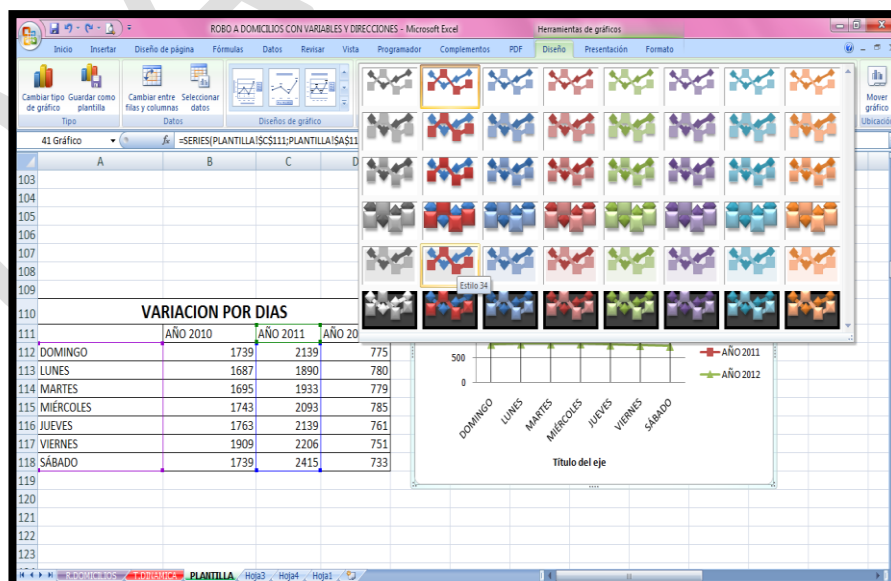 ROBO A DOMICILIOS CON VARIABLES Y DIRECCIONES - Microsoft Excel
Herramientas de gráficos
Inicio Insertar Diseño de página Fórmulas Datos Revisar Vista Programador Complementos PDF Diseño Presentación Formato
Cambiar tipo de gráfico
Guardar como plantilla
Cambiar entre filas y columnas
Seleccionar datos
Mover gráfico
Tipo Datos Diseños de gráfico Ubicación
41 Gráfico fx =SERIES(PLANTILLA!$C$111;PLANTILLA!$A$11
A B C D
103
104
105
106
107
108
109
Estilo 34
110 VARIACION POR DIAS
111 AÑO 2010 AÑO 2011 AÑO 20
112 DOMINGO 1739 2139 775
113 LUNES 1687 1890 780
114 MARTES 1695 1933 779
115 MIÉRCOLES 1743 2093 785
116 JUEVES 1763 2139 761
117 VIERNES 1909 2206 751
118 SÁBADO 1739 2415 733
119
120
121
122
123
500
0
AÑO 2011
AÑO 2012
DOMINGO LUNES MARTES MIÉRCOLES JUEVES VIERNES SÁBADO
Título del eje
R.DOMICILIOS T.DINAMICA PLANTILLA Hoja3 Hoja4 Hoja1